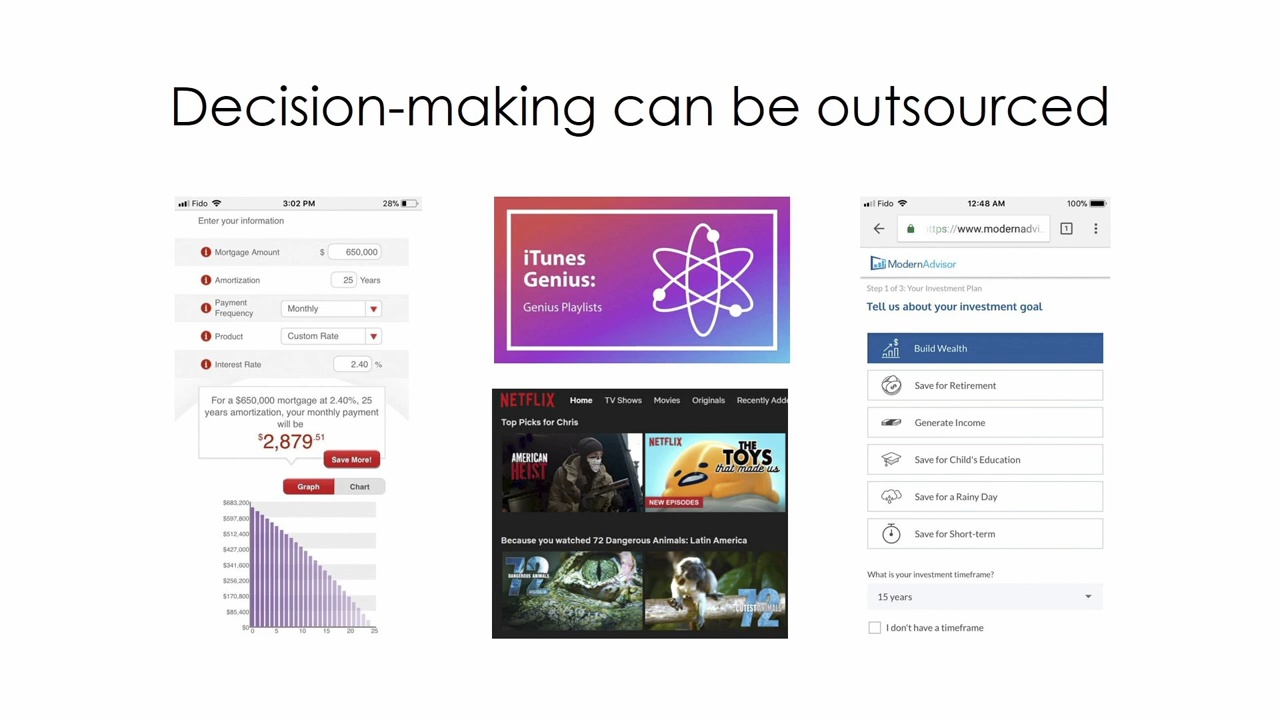 Decision-making can be outsourced
Fido 3:02 PM 28%
Enter your information
Mortgage Amount $ 650,000
Amortization 25 Years
Payment
Frequency
Monthly
Product Custom Rate
Interest Rate 2.40 %
For a $650,000 mortgage at 2.40%, 25
years amortization, your monthly payment
will be
$2,879.51
Save More!
Graph Chart
$683,200
$597,800
$512,400
$427,000
$341,600
$256,200
$170,800
$85,400
$0
0 5 10 15 20 25
iTunes
Genius:
Genius Playlists
NETFLIX Home TV Shows Movies Originals Recently Adde
Top Picks for Chris
AMERICAN
HEIST
NETFLIX
THE
TOYS
that made us
NEW EPISODES
Because you watched 72 Dangerous Animals: Latin America
72
DANGEROUS ANIMALS
72
CUTEST ANIMALS
Fido 12:48 AM 100%
ttps://www.modernadvi.
1
ModernAdvisor
Step 1 of 3: Your Investment Plan
Tell us about your investment goal
Build Wealth
Save for Retirement
Generate Income
Save for Child's Education
Save for a Rainy Day
Save for Short-term
What is your investment timeframe?
15 years
I don't have a timeframe